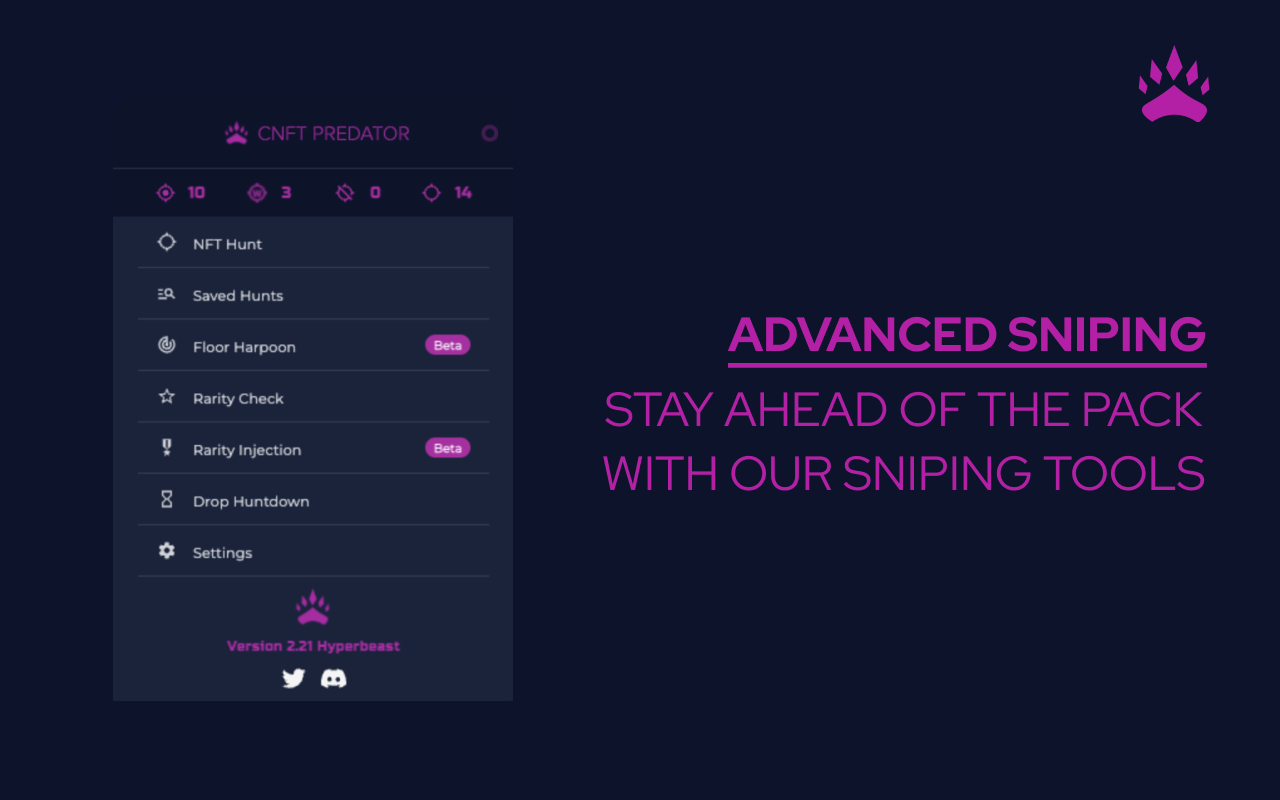 CNFT PREDATOR
10 3 0 14
NFT Hunt
Saved Hunts
Floor Harpoon Beta
Rarity Check
Rarity Injection Beta
Drop Huntdown
Settings
Version 2.21 Hyperbeast
ADVANCED SNIPING
STAY AHEAD OF THE PACK
WITH OUR SNIPING TOOLS